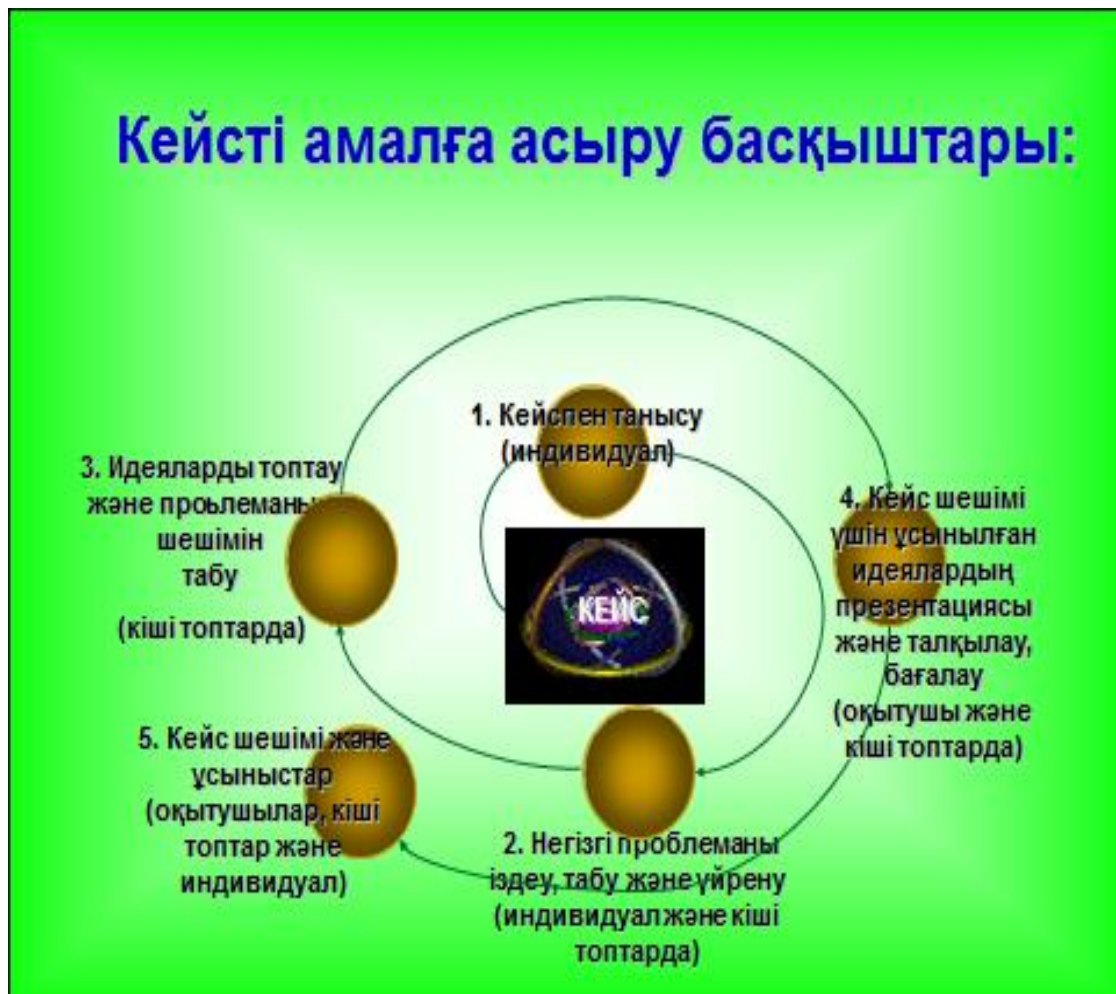 Кейсті амалға асыру басқыштары:
1. Кейспен танысу
(индивидуал)
3. Идеяларды топтау
және проьлеманы
шешімін
табу
(кіші топтарда)
4. Кейс шешімі
үшін ұсынылған
идеялардың
презентациясы
және талқылау,
бағалау
(оқытушы және
кіші топтарда)
КЕЙС
5. Кейс шешімі және
ұсыныстар
(оқытушылар, кіші
топтар және
индивидуал)
2. Негізгі проблеманы
іздеу, табу және үйрену
(индивидуал және кіші
топтарда)